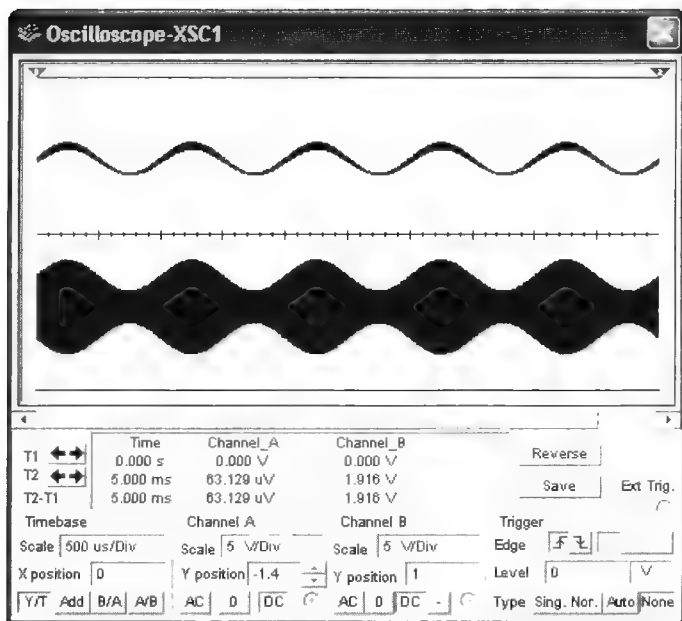 Oscilloscope-XSC1
Time Channel_A Channel_B
T1 0.000 s 0.000 V 0.000 V
T2 5.000 ms 63.129 uV 1.916 V
T2-T1 5.000 ms 63.129 uV 1.916 V
Reverse
Save
Ext Trig.
Timebase
Scale 500 us/Div
X position 0
Y/T Add B/A A/B
Channel A
Scale 5 V/Div
Y position -1.4
AC 0 DC
Channel B
Scale 5 V/Div
Y position 1
AC 0 DC -
Trigger
Edge
Level 0 V
Type Sing. Nor. Auto None